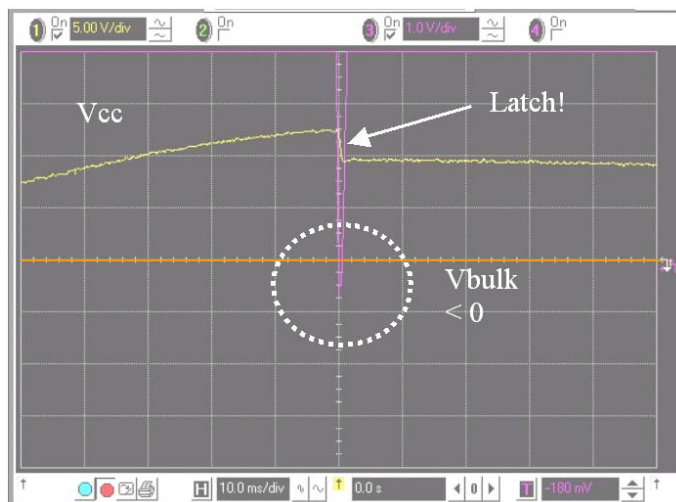 1 On 5.00 V/div 2 On 3 On 1.0 V/div 4 On
Vcc
Latch!
Vbulk
< 0
H 10.0 ms/div 0.0 s 0 T -180 mV